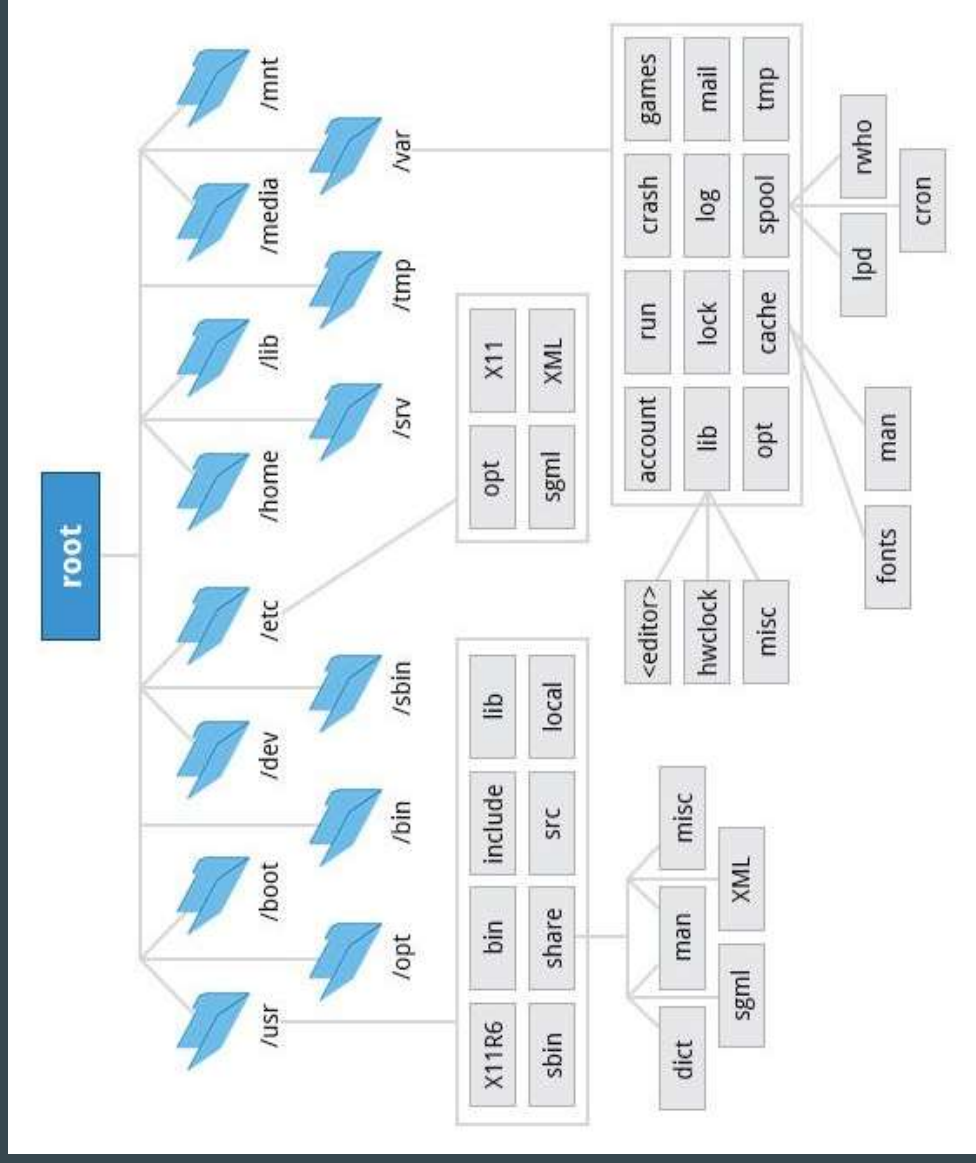 root
/usr
/boot
/dev
/etc
/home
/lib
/media
/mnt
/opt
/bin
/sbin
/srv
/tmp
/var
X11R6 bin include lib
sbin share src local
dict man misc
sgml XML
opt X11
sgml XML
account run crash games
lib lock log mail
opt cache spool tmp
<editor>
hwclock
misc
fonts man
lpd rwho
cron